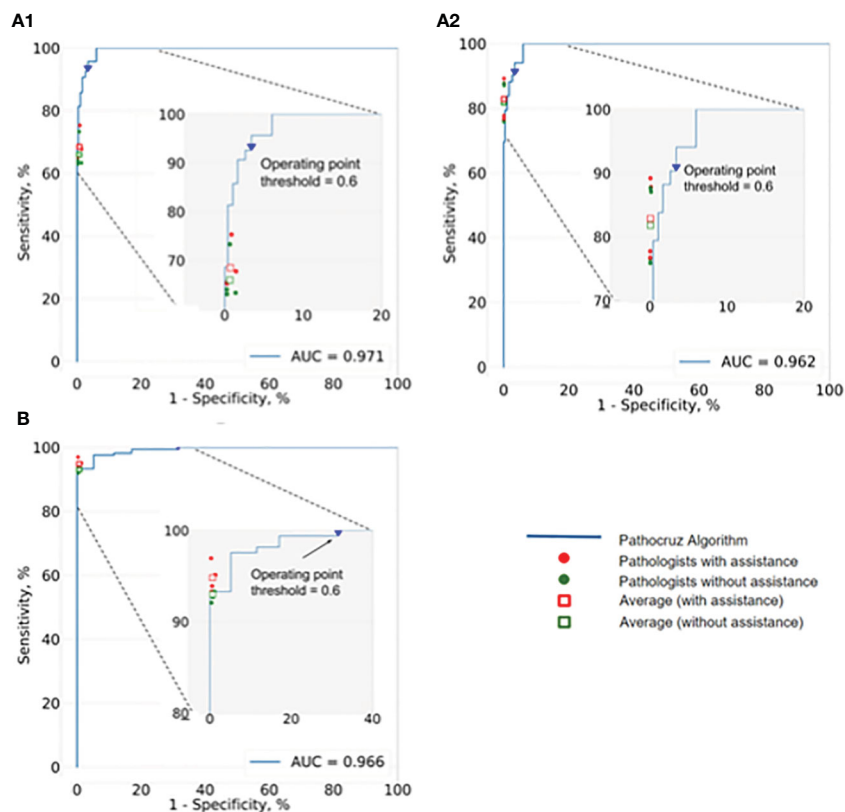 A1
100
80
60
40
20
0
Sensitivity, %
100
90
80
70
Operating point
threshold = 0.6
0
10
20
AUC = 0.971
0
20
40
60
80
100
1 - Specificity, %
A2
100
80
60
40
20
0
Sensitivity, %
100
90
80
70
Operating point
threshold = 0.6
0
10
20
AUC = 0.962
0
20
40
60
80
100
1 - Specificity, %
B
100
80
60
40
20
0
Sensitivity, %
100
90
80
Operating point
threshold = 0.6
0
20
40
AUC = 0.966
0
20
40
60
80
100
1 - Specificity, %
Pathocruz Algorithm
Pathologists with assistance
Pathologists without assistance
Average (with assistance)
Average (without assistance)